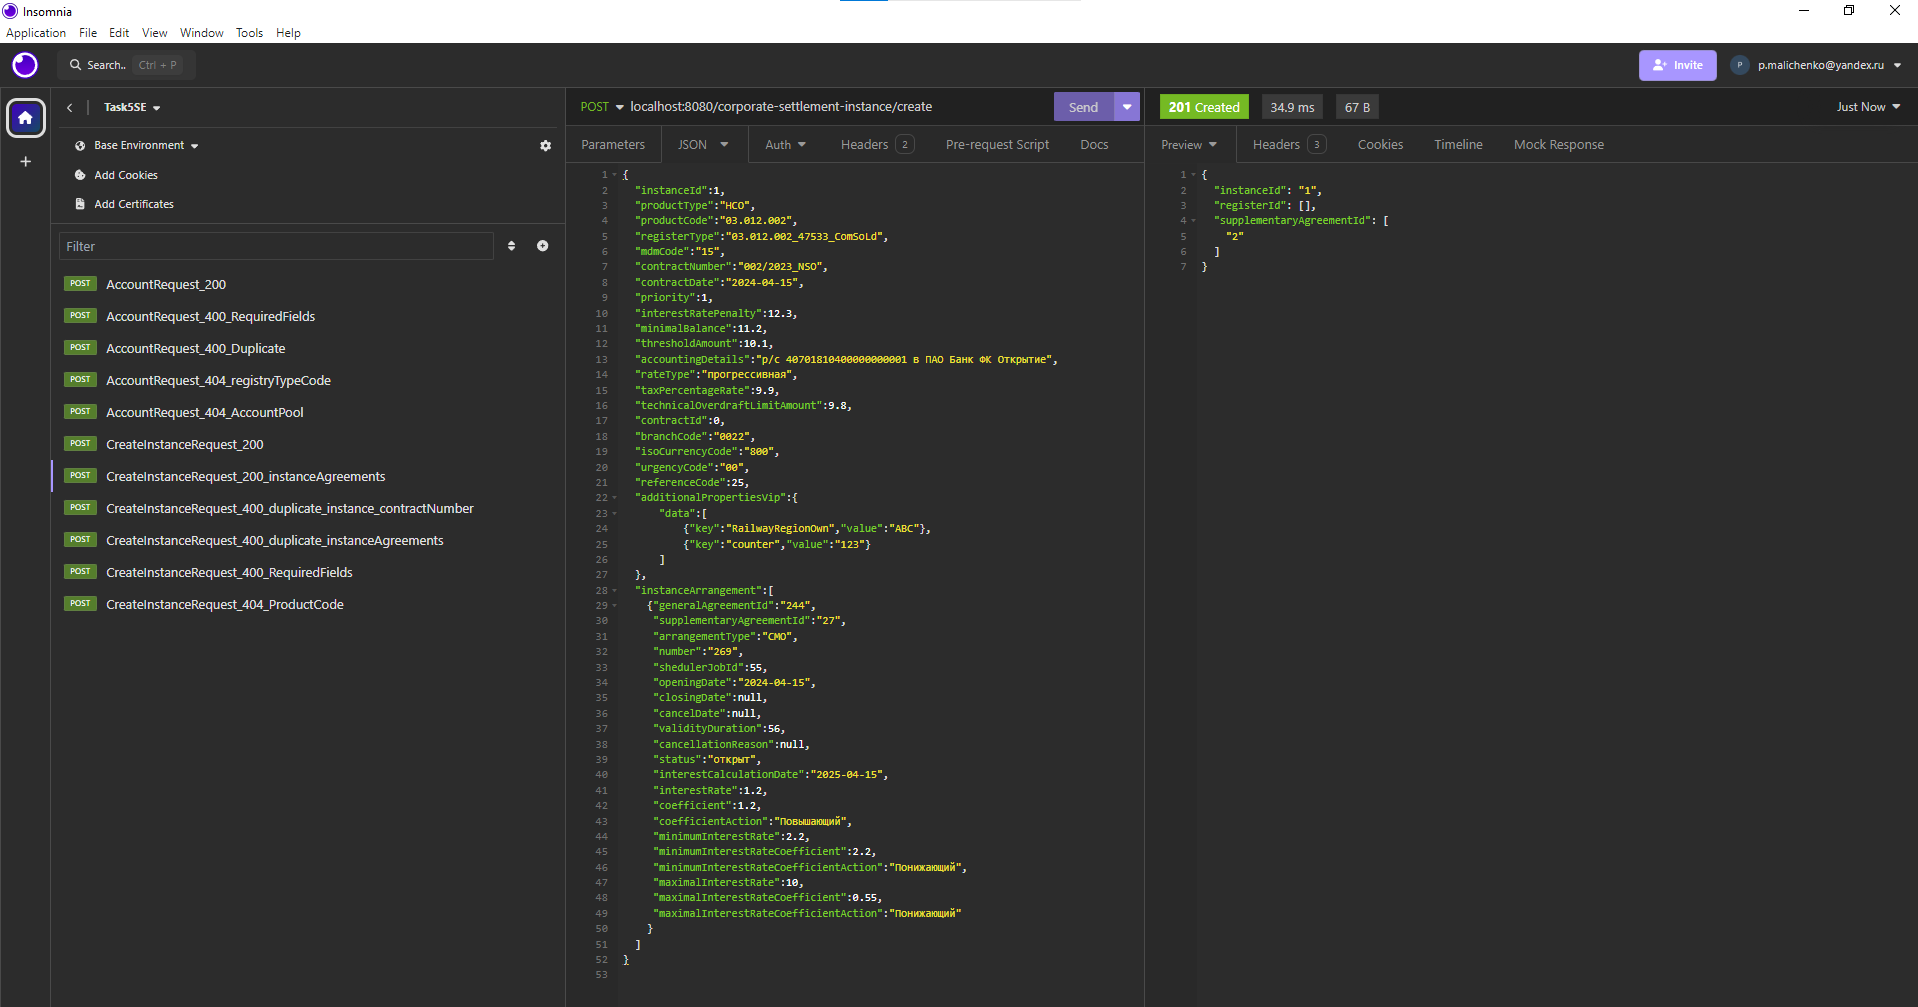 Insomnia
Application File Edit View Window Tools Help
Search.. Ctrl + P
Invite
P p.malichenko@yandex.ru
Task5SE
Base Environment
Add Cookies
Add Certificates
Filter
POST AccountRequest_200
POST AccountRequest_400_RequiredFields
POST AccountRequest_400_Duplicate
POST AccountRequest_404_registryTypeCode
POST AccountRequest_404_AccountPool
POST CreateInstanceRequest_200
POST CreateInstanceRequest_200_instanceAgreements
POST CreateInstanceRequest_400_duplicate_instance_contractNumber
POST CreateInstanceRequest_400_duplicate_instanceAgreements
POST CreateInstanceRequest_400_RequiredFields
POST CreateInstanceRequest_404_ProductCode
POST localhost:8080/corporate-settlement-instance/create Send
Parameters JSON Auth Headers 2 Pre-request Script Docs
1 {
2 "instanceId":1,
3 "productType":"НСО",
4 "productCode":"03.012.002",
5 "registerType":"03.012.002_47533_ComSoLd",
6 "mdmCode":"15",
7 "contractNumber":"002/2023_NSO",
8 "contractDate":"2024-04-15",
9 "priority":1,
10 "interestRatePenalty":12.3,
11 "minimalBalance":11.2,
12 "thresholdAmount":10.1,
13 "accountingDetails":"р/с 40701810400000000001 в ПАО Банк ФК Открытие",
14 "rateType":"прогрессивная",
15 "taxPercentageRate":9.9,
16 "technicalOverdraftLimitAmount":9.8,
17 "contractId":0,
18 "branchCode":"0022",
19 "isoCurrencyCode":"800",
20 "urgencyCode":"00",
21 "referenceCode":25,
22 "additionalPropertiesVip":{
23 "data":[
24 {"key":"RailwayRegionOwn","value":"ABC"},
25 {"key":"counter","value":"123"}
26 ]
27 },
28 "instanceArrangement":[
29 {"generalAgreementId":"244",
30 "supplementaryAgreementId":"27",
31 "arrangementType":"СМО",
32 "number":"269",
33 "shedulerJobId":55,
34 "openingDate":"2024-04-15",
35 "closingDate":null,
36 "cancelDate":null,
37 "validityDuration":56,
38 "cancellationReason":null,
39 "status":"открыт",
40 "interestCalculationDate":"2025-04-15",
41 "interestRate":1.2,
42 "coefficient":1.2,
43 "coefficientAction":"Повышающий",
44 "minimumInterestRate":2.2,
45 "minimumInterestRateCoefficient":2.2,
46 "minimumInterestRateCoefficientAction":"Понижающий",
47 "maximalInterestRate":10,
48 "maximalInterestRateCoefficient":0.55,
49 "maximalInterestRateCoefficientAction":"Понижающий"
50 }
51 ]
52 }
53
201 Created 34.9 ms 67 B Just Now
Preview Headers 3 Cookies Timeline Mock Response
1 {
2 "instanceId": "1",
3 "registerId": [],
4 "supplementaryAgreementId": [
5 "2"
6 ]
7 }